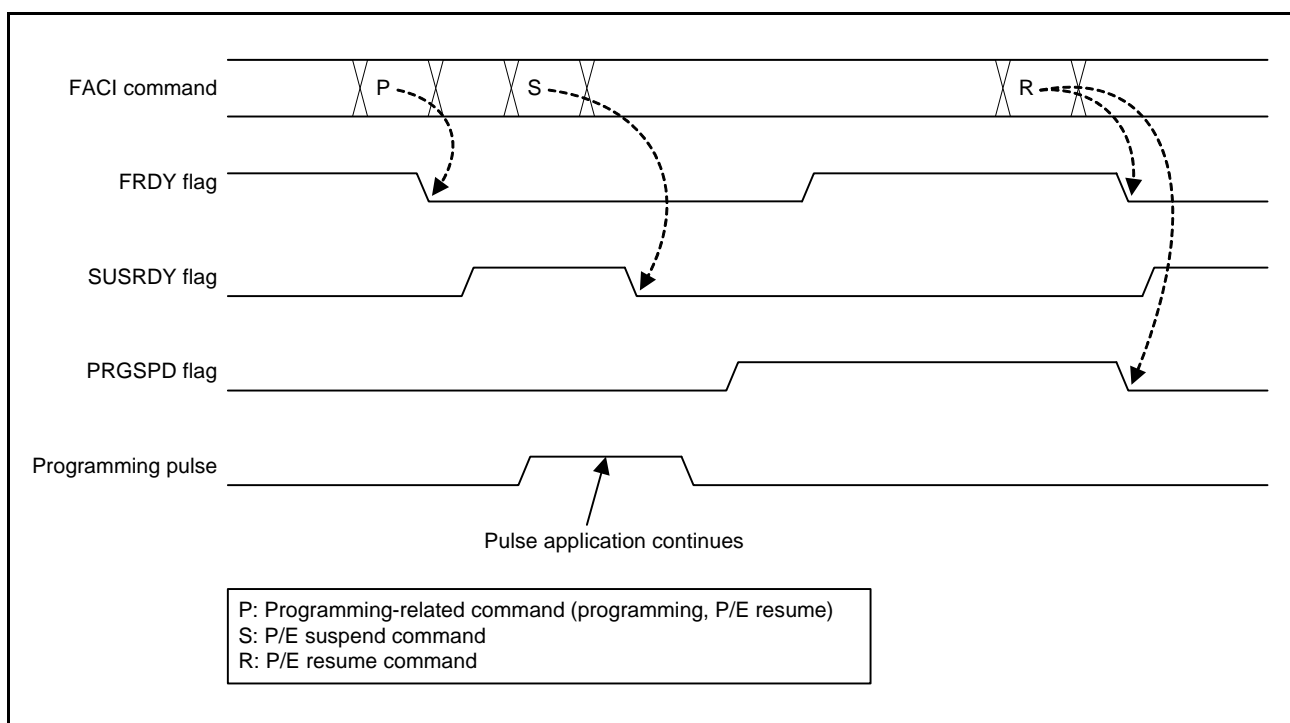 FACI command
P
S
R
FRDY flag
SUSRDY flag
PRGSPD flag
Programming pulse
Pulse application continues
P: Programming-related command (programming, P/E resume)
S: P/E suspend command
R: P/E resume command